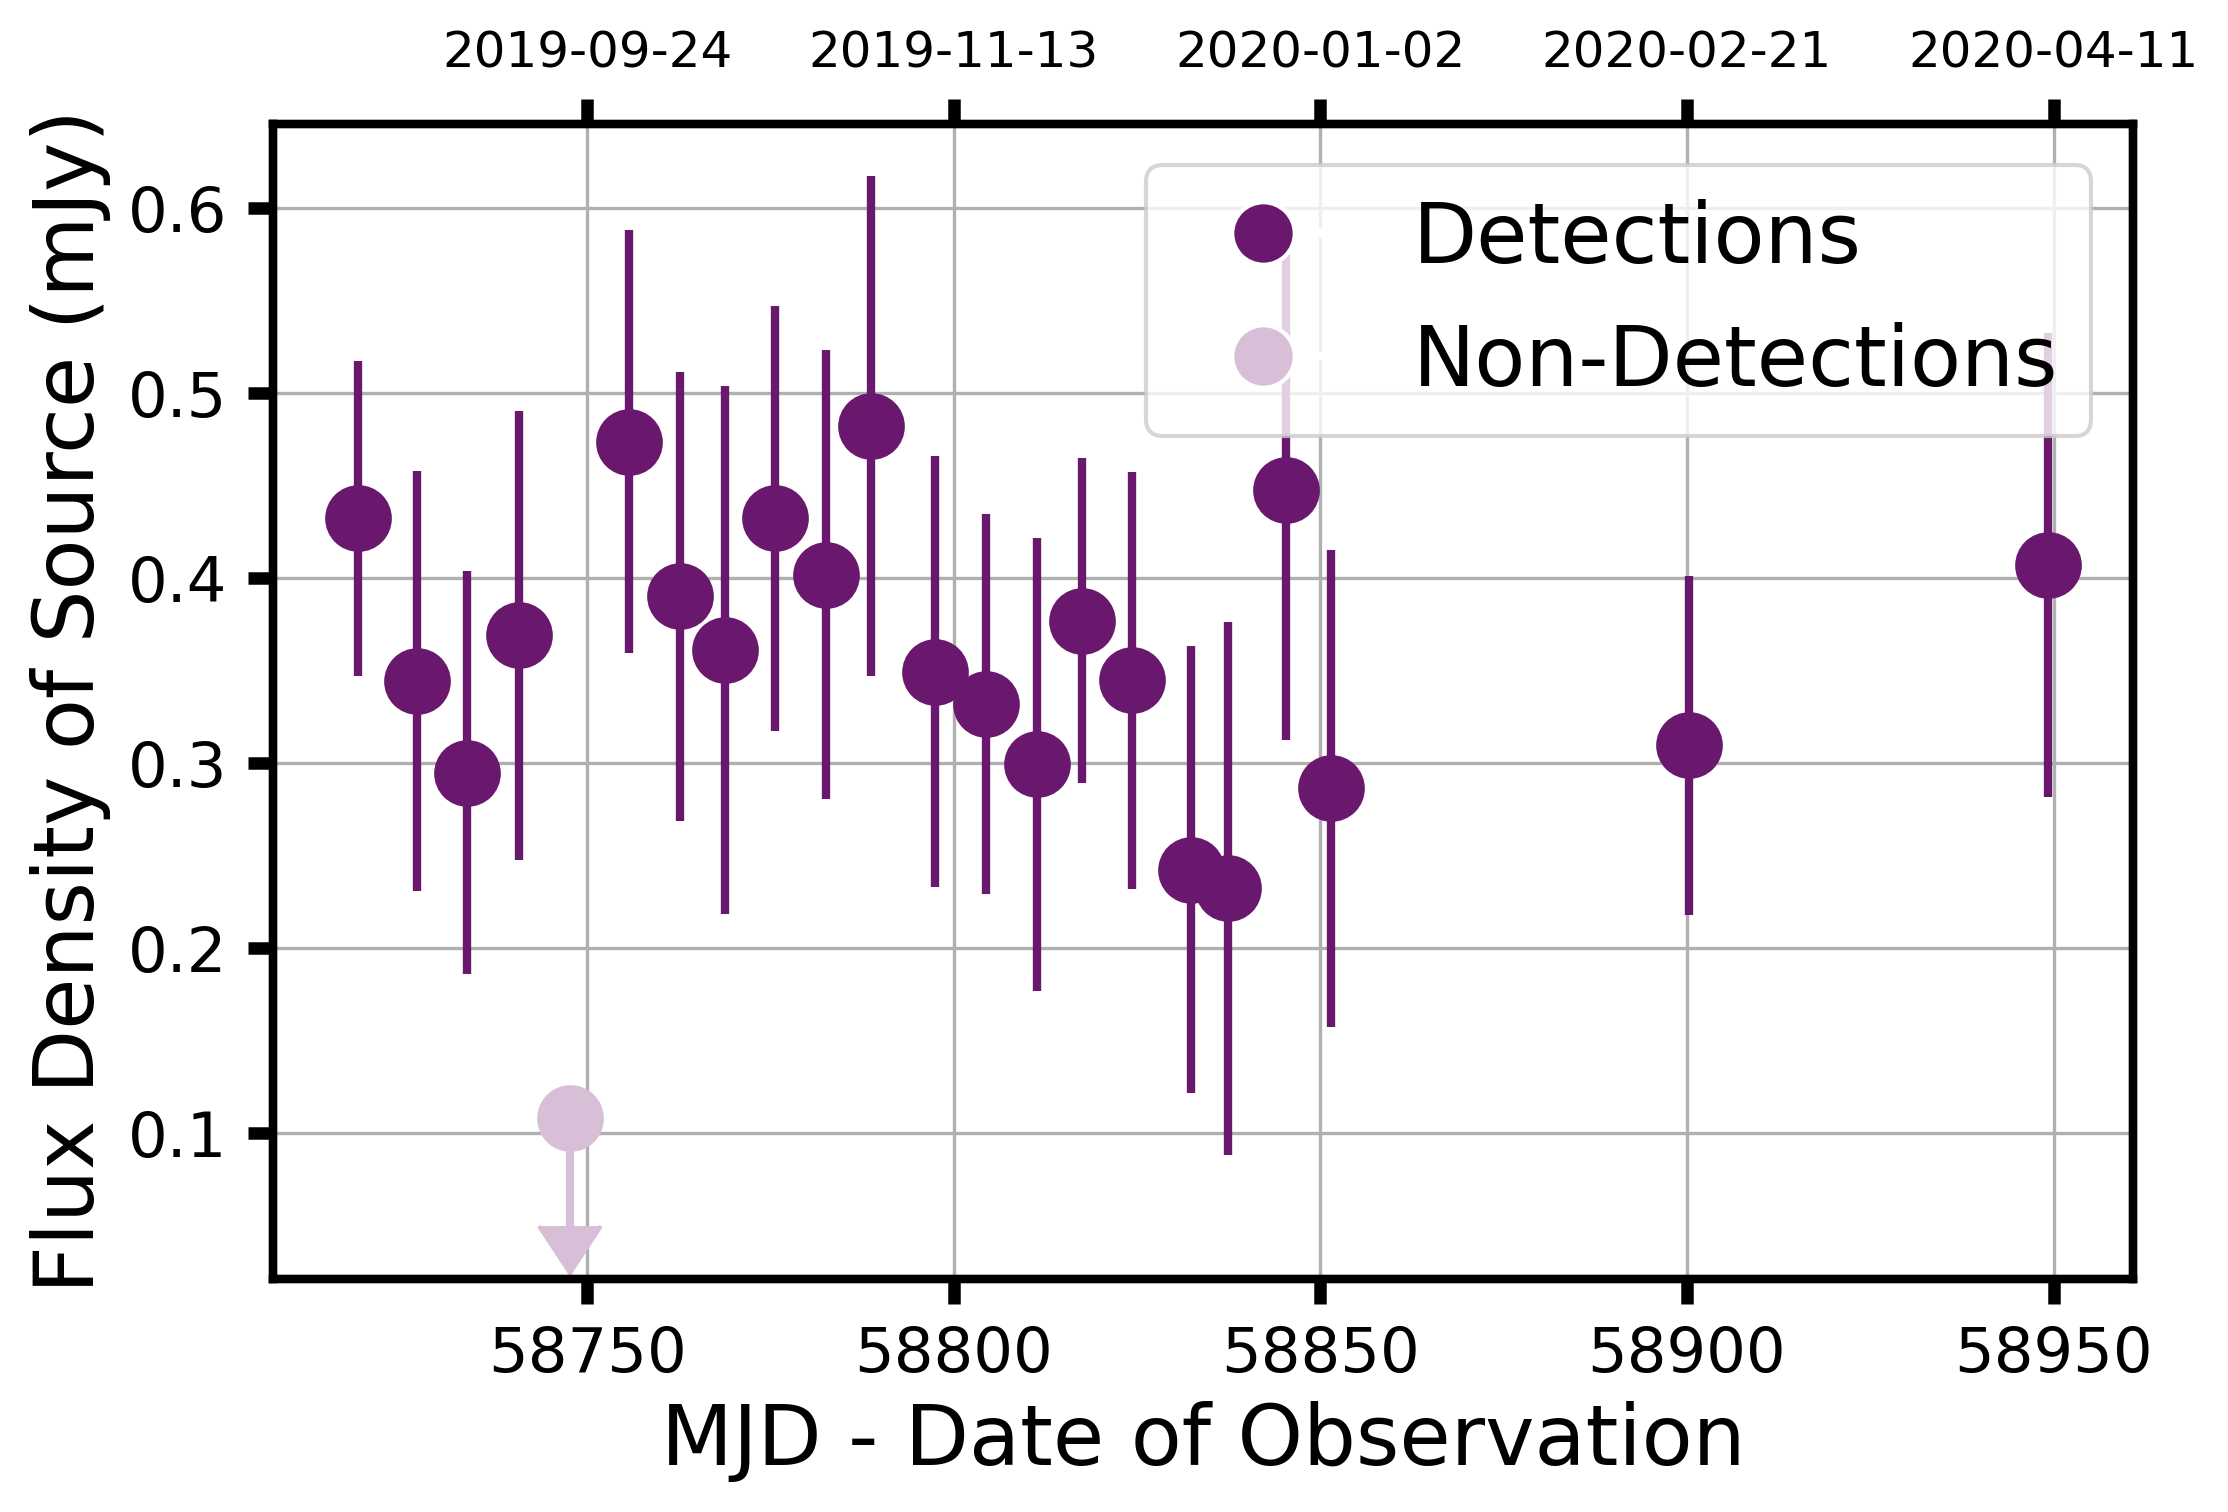 2019-09-24 2019-11-13 2020-01-02 2020-02-21 2020-04-11
Flux Density of Source (mJy)
0.6
0.5
0.4
0.3
0.2
0.1
Detections
Non-Detections
58750 58800 58850 58900 58950
MJD - Date of Observation